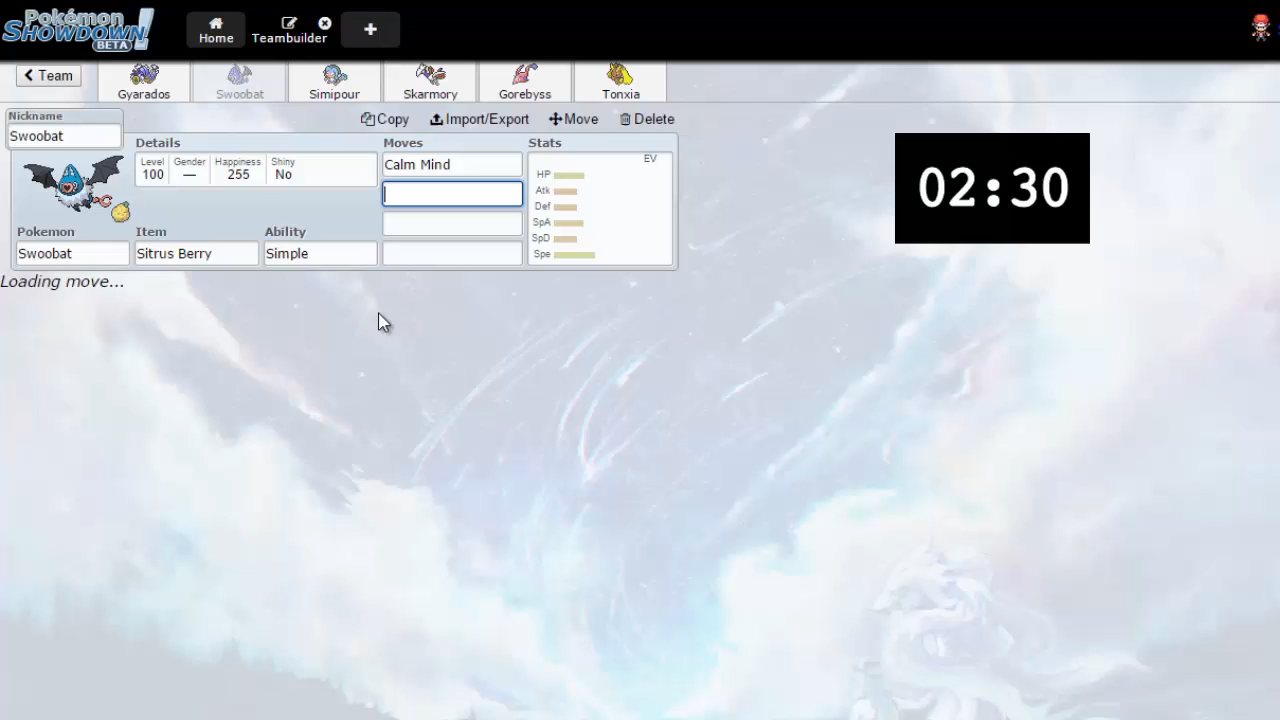 Pokémon
SHOWDOWN!
BETA
Home
Teambuilder
+
02:30
Team
Gyarados
Swoobat
Simipour
Skarmory
Gorebyss
Tonxia
Copy
Import/Export
Move
Delete
Nickname
Swoobat
Details
Level
100
Gender
—
Happiness
255
Shiny
No
Pokemon
Swoobat
Item
Sitrus Berry
Ability
Simple
Moves
Calm Mind
Stats
EV
HP
Atk
Def
SpA
SpD
Spe
Loading move...